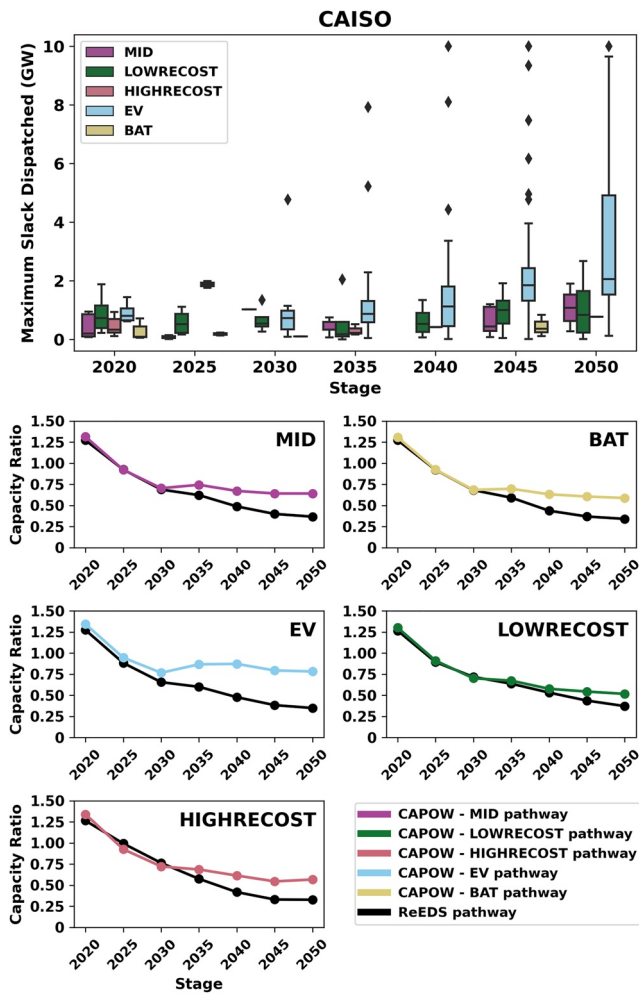 CAISO
Maximum Slack Dispatched (GW)
10
8
6
4
2
0
MID
LOWRECOST
HIGHRECOST
EV
BAT
2020 2025 2030 2035 2040 2045 2050
Stage
Capacity Ratio
1.50
1.25
1.00
0.75
0.50
0.25
0
MID
2020 2025 2030 2035 2040 2045 2050
1.50
1.25
1.00
0.75
0.50
0.25
0
BAT
2020 2025 2030 2035 2040 2045 2050
Capacity Ratio
1.50
1.25
1.00
0.75
0.50
0.25
0
EV
2020 2025 2030 2035 2040 2045 2050
1.50
1.25
1.00
0.75
0.50
0.25
0
LOWRECOST
2020 2025 2030 2035 2040 2045 2050
Capacity Ratio
1.50
1.25
1.00
0.75
0.50
0.25
0
HIGHRECOST
2020 2025 2030 2035 2040 2045 2050
Stage
CAPOW - MID pathway
CAPOW - LOWRECOST pathway
CAPOW - HIGHRECOST pathway
CAPOW - EV pathway
CAPOW - BAT pathway
ReEDS pathway